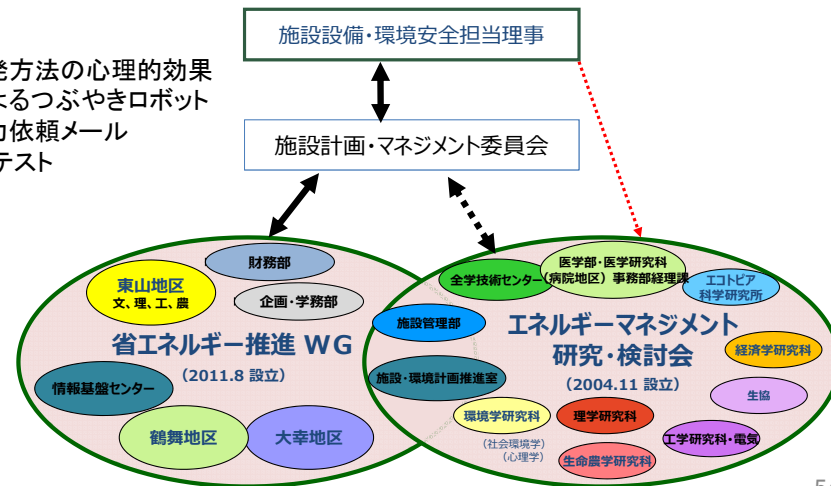 施設設備・環境安全担当理事
発方法の心理的効果
よるつぶやきロボット
力依頼メール
テスト
施設計画・マネジメント委員会
財務部
東山地区
文、理、工、農
企画・学務部
省エネルギー推進 WG
(2011.8 設立)
情報基盤センター
鶴舞地区
大幸地区
施設管理部
施設・環境計画推進室
全学技術センター
医学部・医学研究科
(病院地区) 事務部経理課
エコトピア
科学研究所
エネルギーマネジメント
研究・検討会
(2004.11 設立)
経済学研究科
生協
環境学研究科
(社会環境学)
(心理学)
理学研究科
工学研究科・電気
生命農学研究科